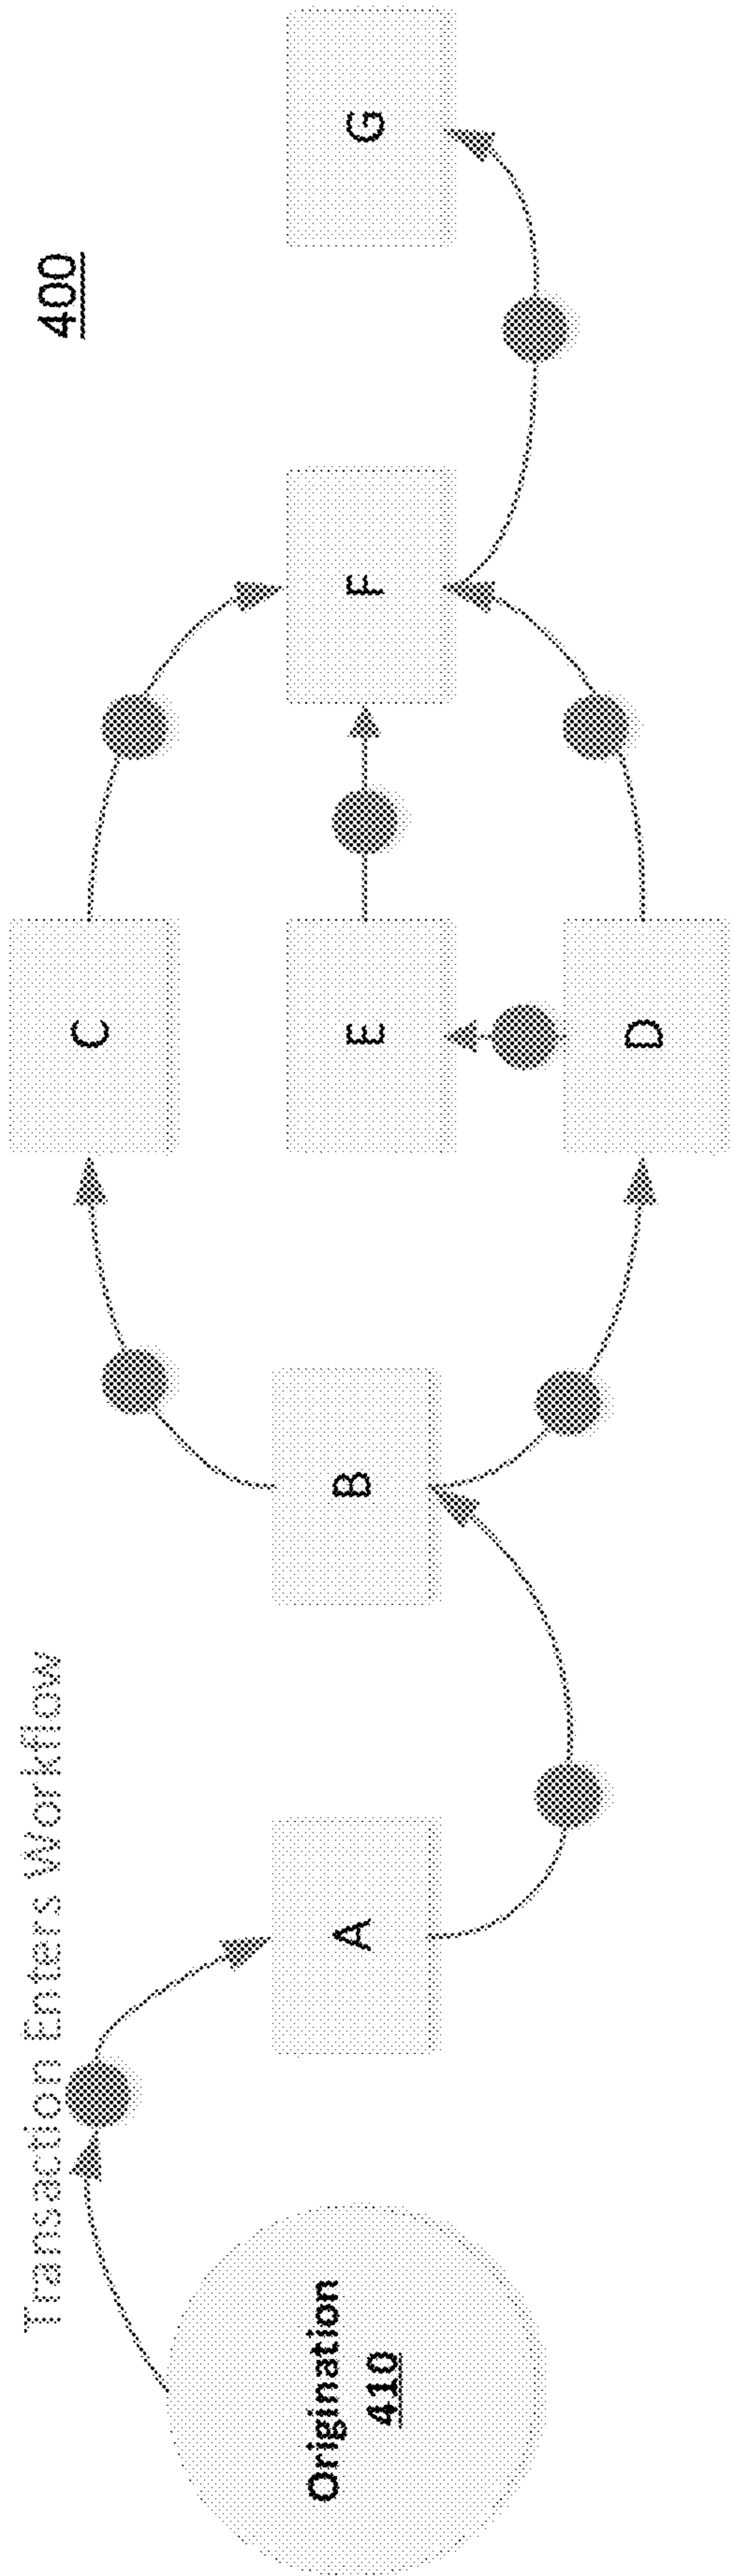 400
Transaction Enters Workflow
Origination
410
A
B
C
E
D
F
G